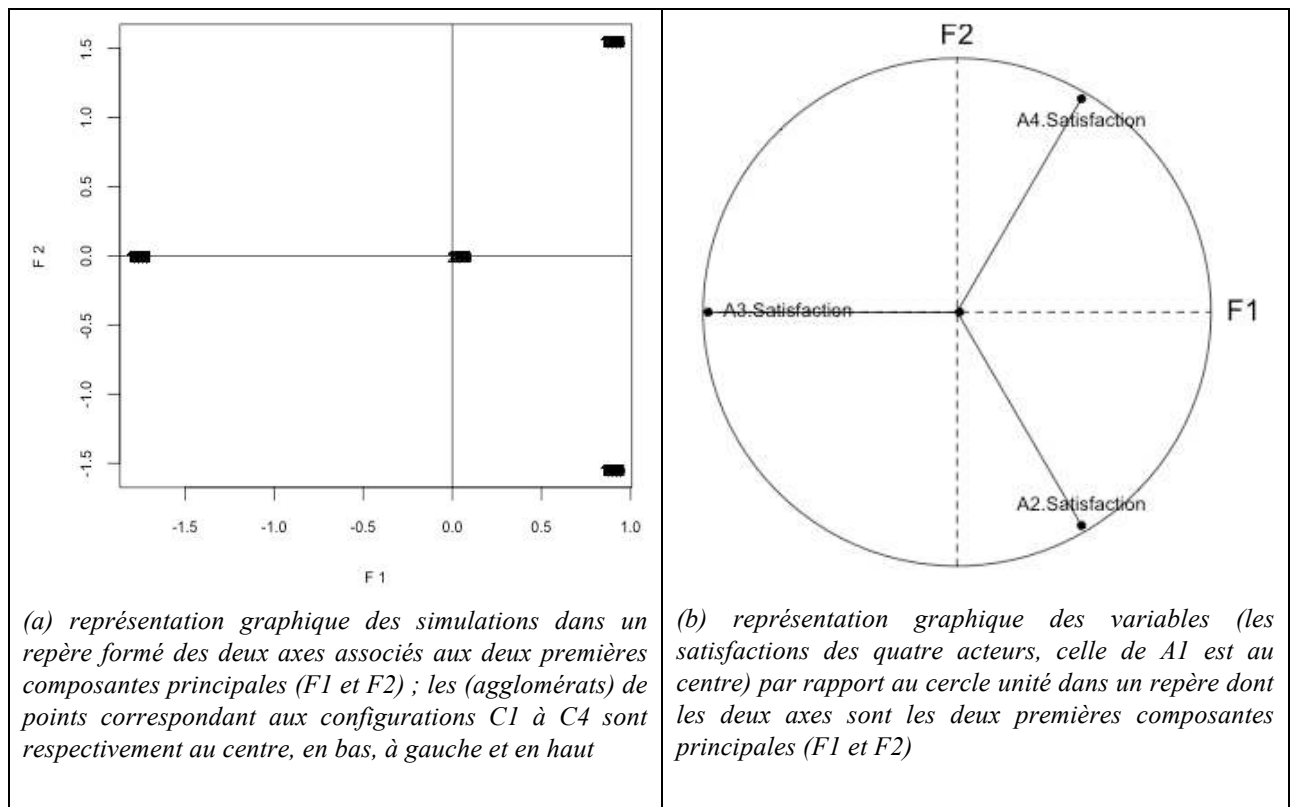 1.5
1.0
0.5
0.0
-0.5
-1.0
-1.5
F 2
-1.5 -1.0 -0.5 0.0 0.5 1.0
F 1
(a) représentation graphique des simulations dans un
repère formé des deux axes associés aux deux premières
composantes principales (F1 et F2) ; les (agglomérats) de
points correspondant aux configurations C1 à C4 sont
respectivement au centre, en bas, à gauche et en haut
F2
A4.Satisfaction
A3.Satisfaction
F1
A2.Satisfaction
(b) représentation graphique des variables (les
satisfactions des quatre acteurs, celle de A1 est au
centre) par rapport au cercle unité dans un repère dont
les deux axes sont les deux premières composantes
principales (F1 et F2)